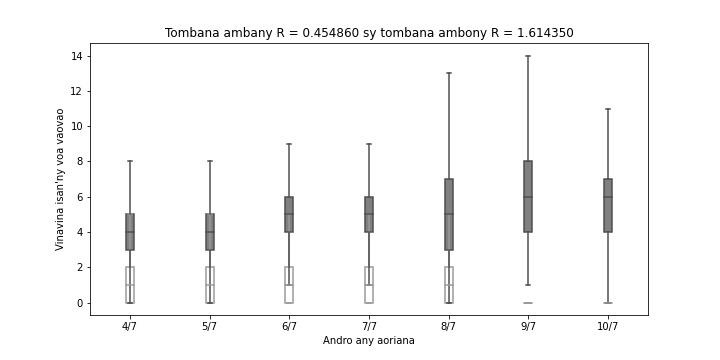 Tombana ambany R = 0.454860 sy tombana ambony R = 1.614350
Vinavina isan'ny voa vaovao
14
12
10
8
6
4
2
0
4/7 5/7 6/7 7/7 8/7 9/7 10/7
Andro any aoriana